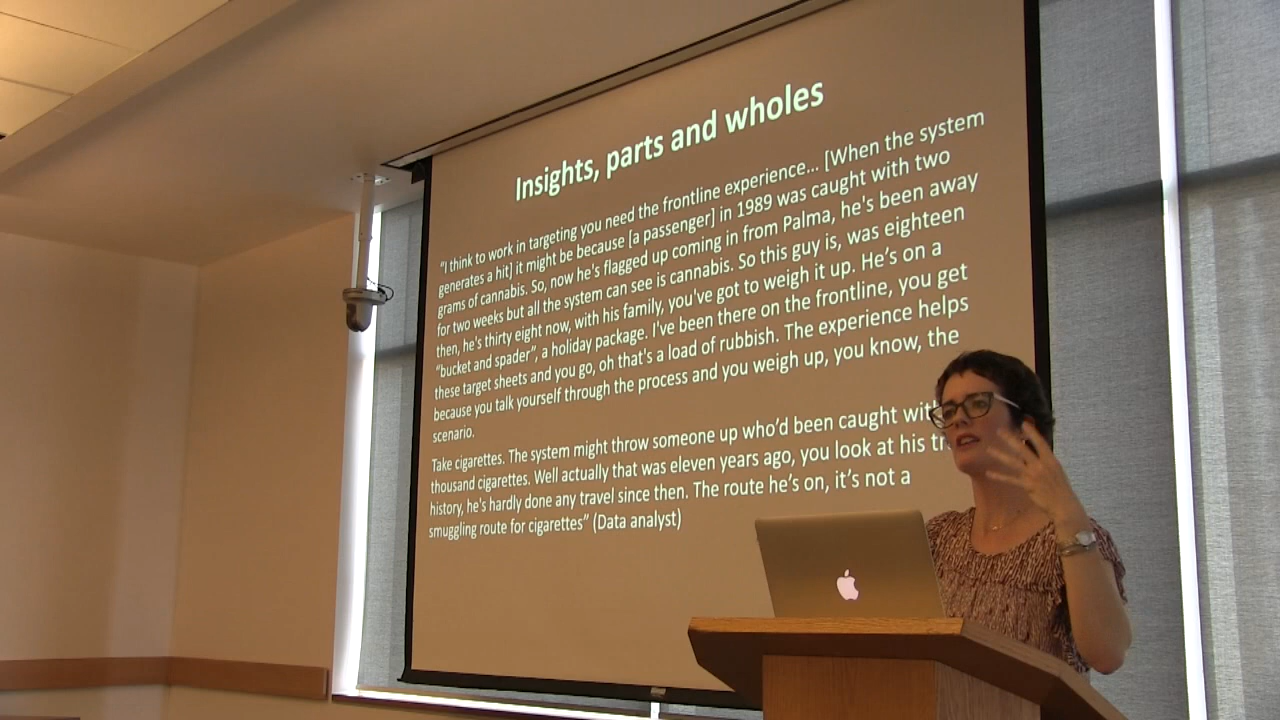 Insights, parts and wholes
“I think to work in targeting you need the frontline experience... [When the system
generates a hit] it might be because [a passenger] in 1989 was caught with two
grams of cannabis. So, now he's flagged up coming in from Palma, he's been away
for two weeks but all the system can see is cannabis. So this guy is, was eighteen
then, he's thirty eight now, with his family, you've got to weigh it up. He’s on a
“bucket and spader”, a holiday package. I've been there on the frontline, you get
these target sheets and you go, oh that's a load of rubbish. The experience helps
because you talk yourself through the process and you weigh up, you know, the
scenario.
Take cigarettes. The system might throw someone up who’d been caught with
thousand cigarettes. Well actually that was eleven years ago, you look at his
history, he's hardly done any travel since then. The route he’s on, it’s not a
smuggling route for cigarettes” (Data analyst)